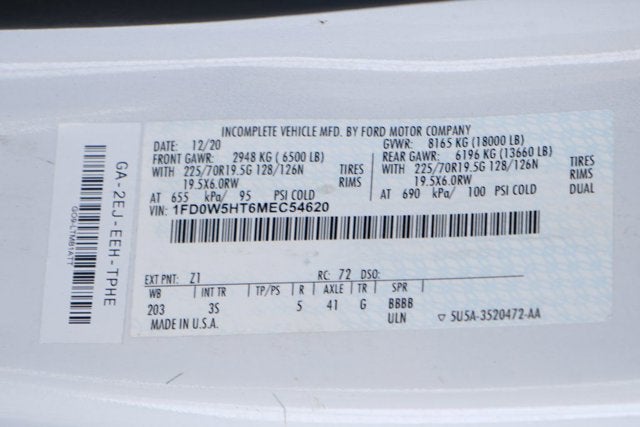 INCOMPLETE VEHICLE MFD. BY FORD MOTOR COMPANY
DATE: 12/20 GVWR: 8165 KG (18000 LB)
FRONT GAWR: 2948 KG ( 6500 LB) REAR GAWR: 6196 KG (13660 LB)
WITH 225/70R19.5G 128/126N TIRES WITH 225/70R19.5G 128/126N TIRES
19.5X6.0RW RIMS 19.5X6.0RW RIMS
AT 655 kPa/ 95 PSI COLD AT 690 kPa/ 100 PSI COLD DUAL
VIN: 1FD0W5HT6MEC54620
EXT PNT: Z1 RC: 72 DSO:
WB INT TR TP/PS R AXLE TR SPR
203 3S 5 41 G BBBB
MADE IN U.S.A. ULN ▽ 5U5A-3520472-AA
GA-2EJ-EEH-TPHE